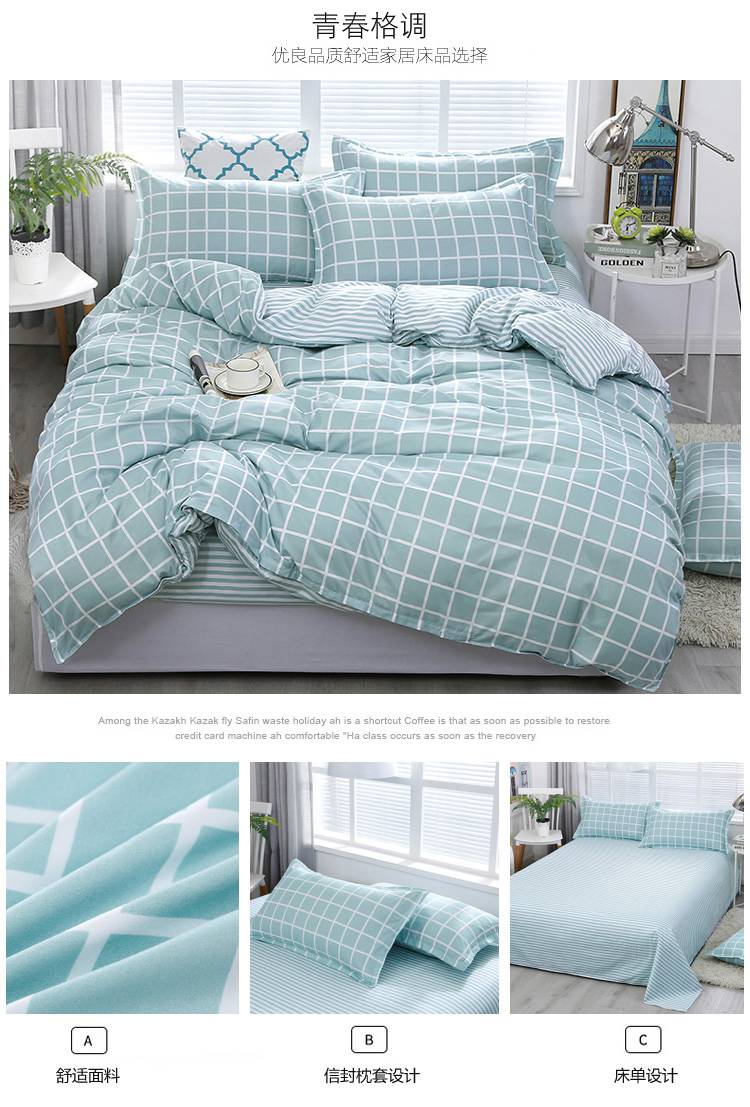 青春格调
优良品质舒适家居床品选择
FASHIONWOOD
GOLDEN
Among the Kazakh Kazak fly Safin waste holiday ah is a shortcut Coffee is that as soon as possible to restore
credit card machine ah comfortable "Ha class occurs as soon as the recovery
A
B
C
舒适面料
信封枕套设计
床单设计